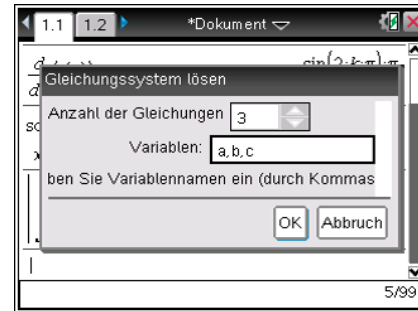 1.1 1.2 *Dokument
Gleichungssystem lösen
Anzahl der Gleichungen 3
Variablen: a,b,c
ben Sie Variablennamen ein (durch Kommas
OK Abbruch
5/99